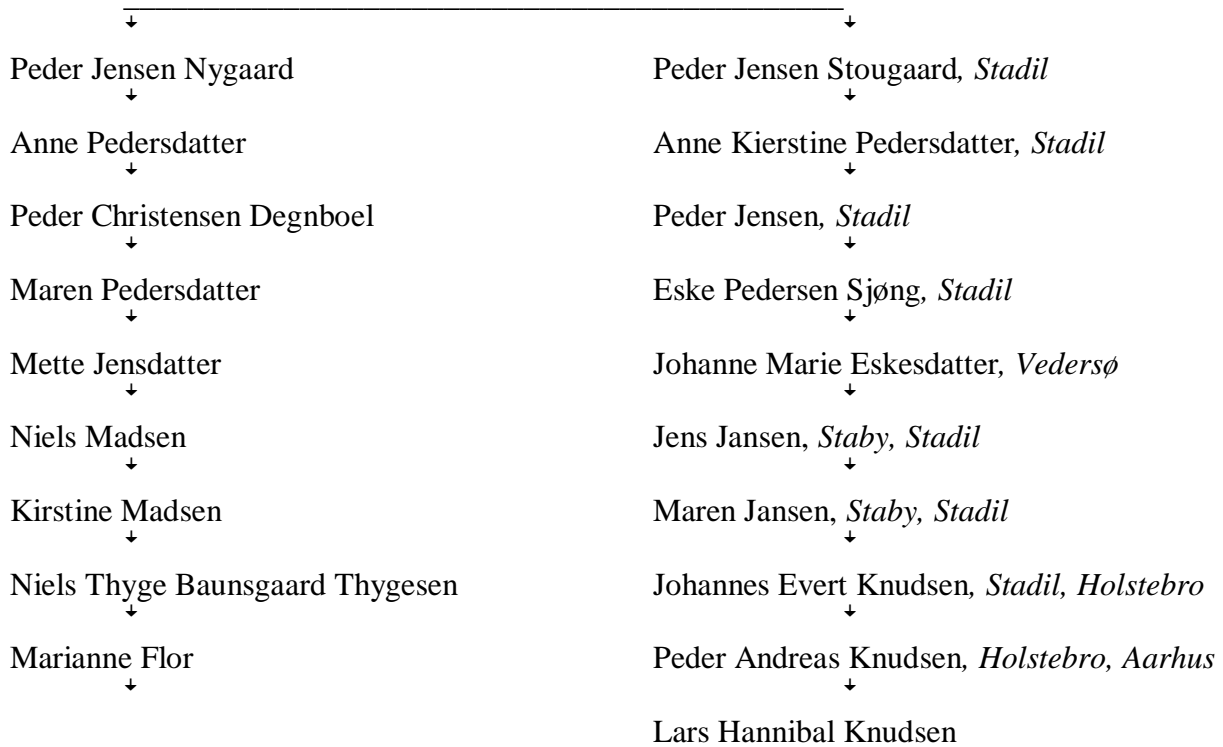 Peder Jensen Nygaard Peder Jensen Stougaard, Stadil
Anne Pedersdatter Anne Kierstine Pedersdatter, Stadil
Peder Christensen Degnboel Peder Jensen, Stadil
Maren Pedersdatter Eske Pedersen Sjøng, Stadil
Mette Jensdatter Johanne Marie Eskesdatter, Vedersø
Niels Madsen Jens Jansen, Staby, Stadil
Kirstine Madsen Maren Jansen, Staby, Stadil
Niels Thyge Baunsgaard Thygesen Johannes Evert Knudsen, Stadil, Holstebro
Marianne Flor Peder Andreas Knudsen, Holstebro, Aarhus
Lars Hannibal Knudsen